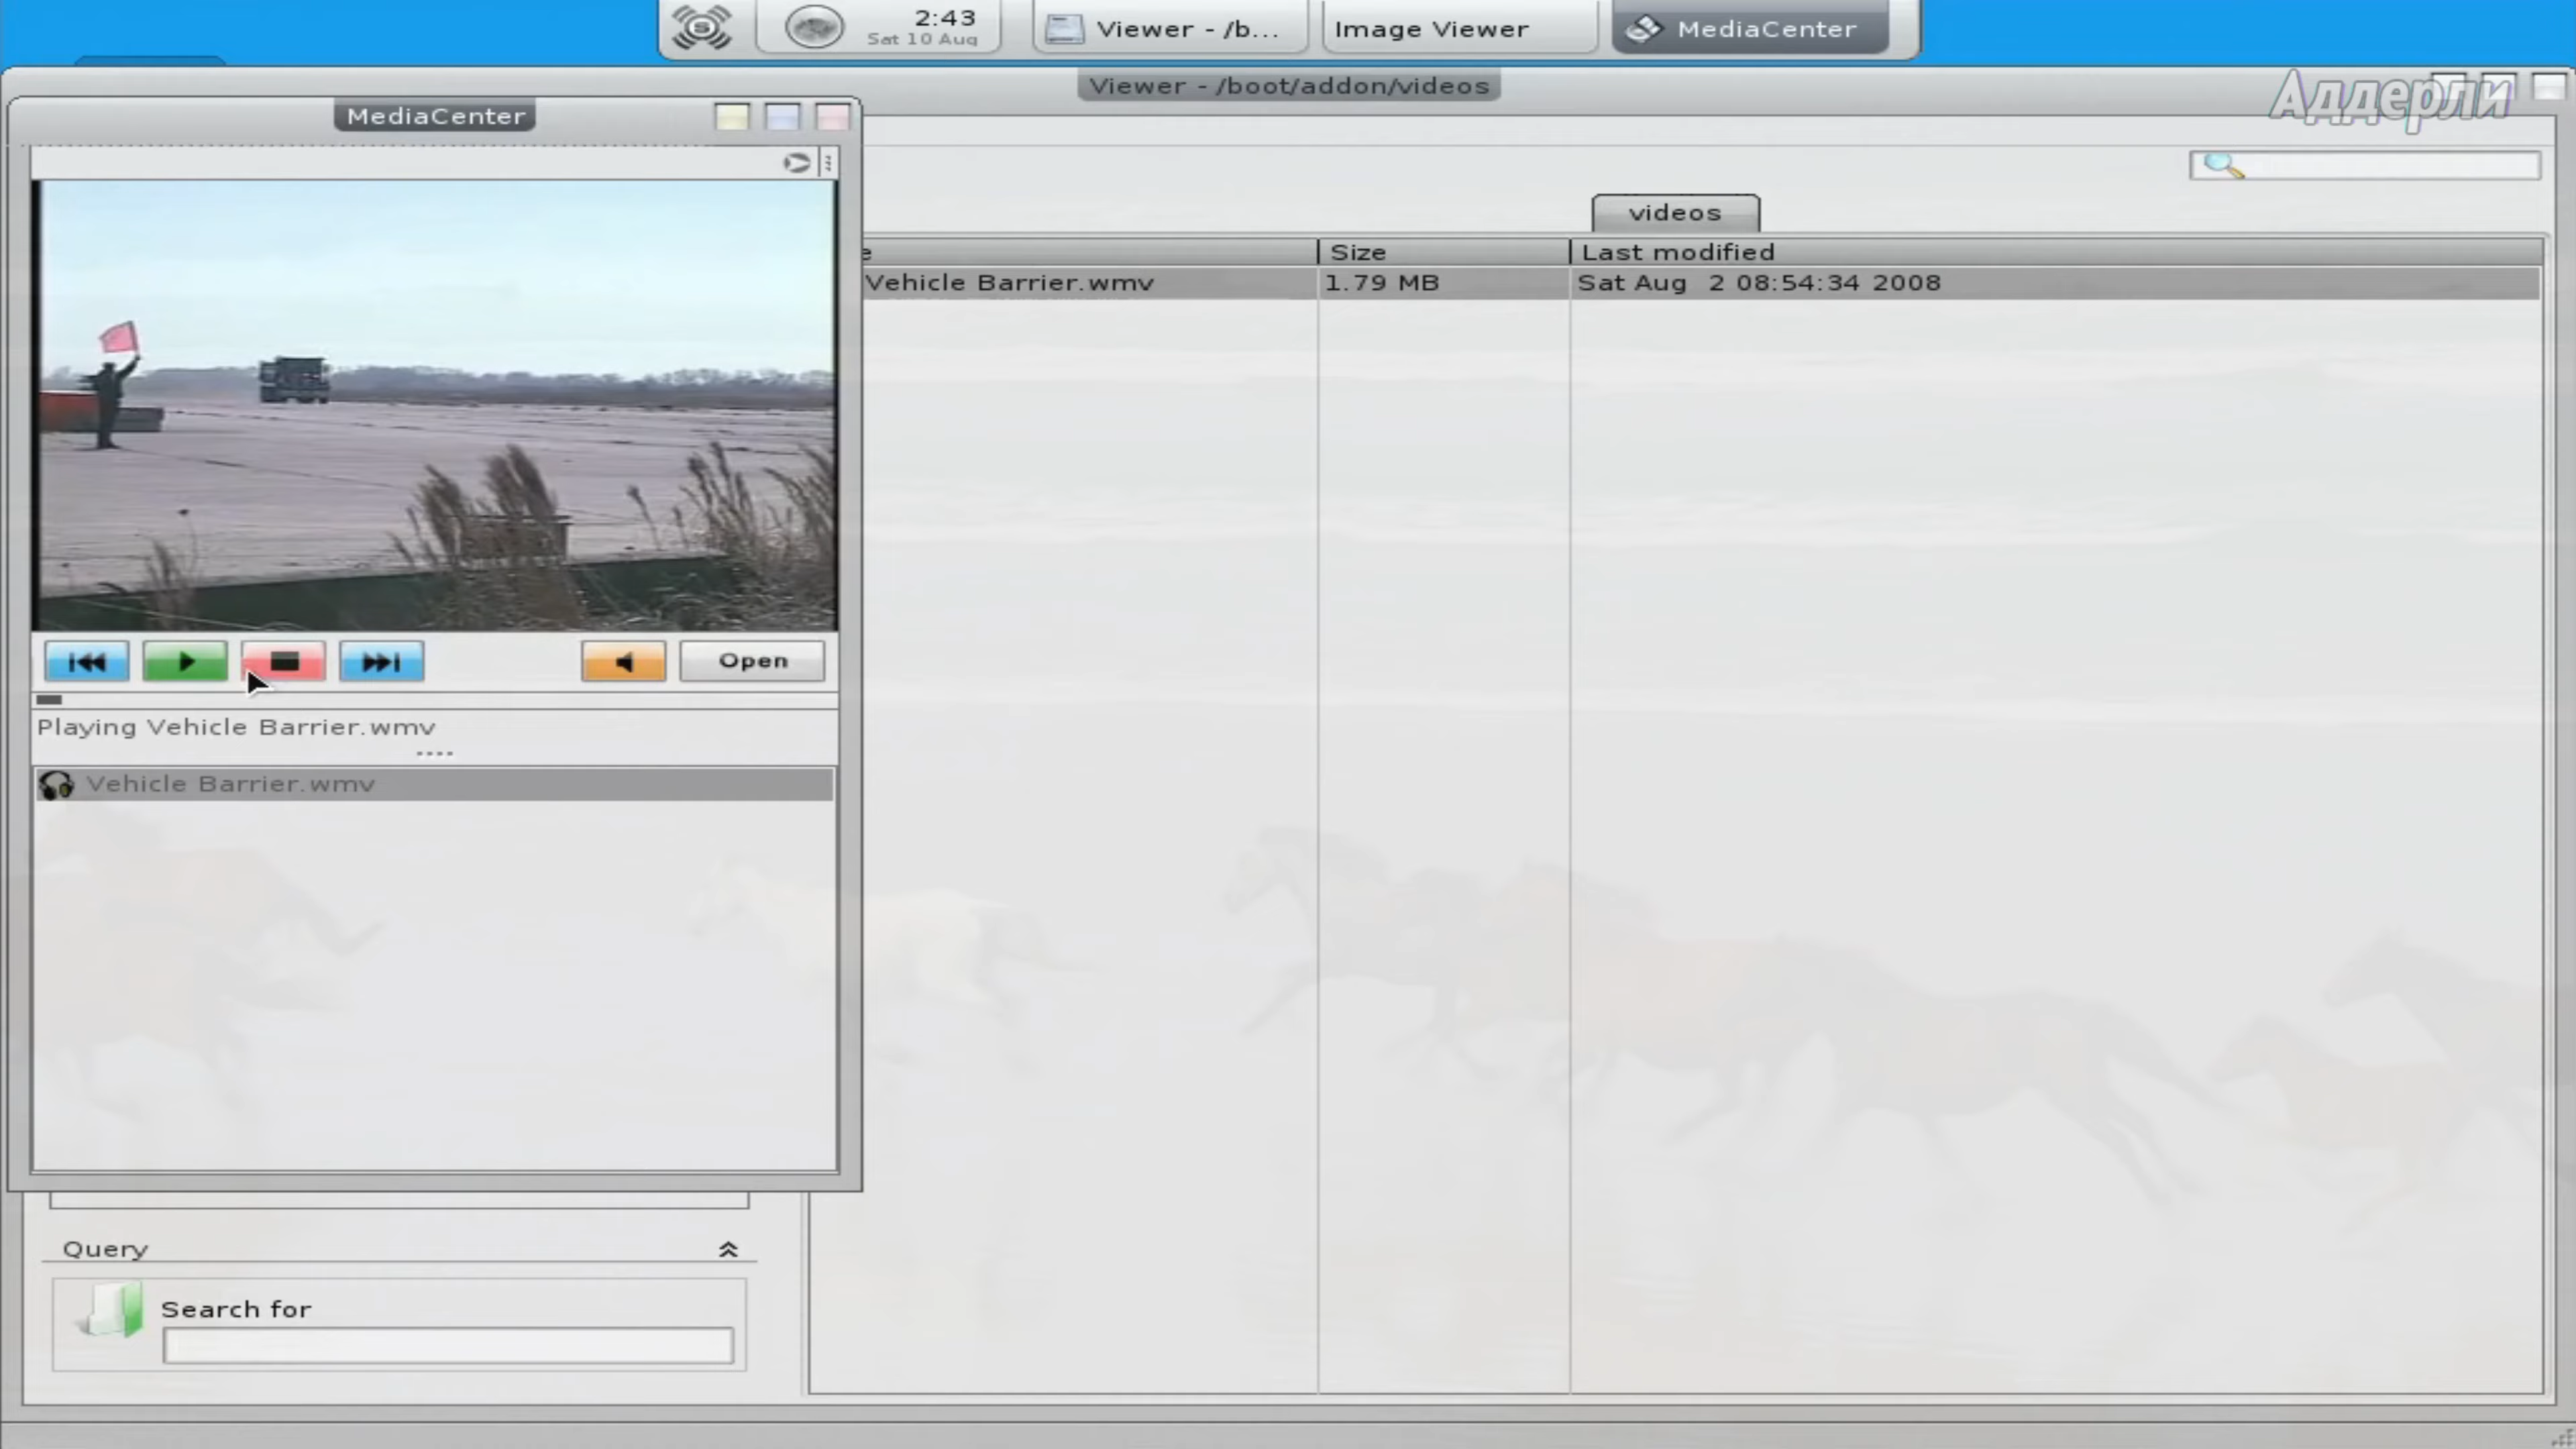 2:43
Sat 10 Aug
Viewer - /b...
Image Viewer
MediaCenter
Viewer - /boot/addon/videos
Аддерли
MediaCenter
videos
Size
Last modified
Vehicle Barrier.wmv
1.79 MB
Sat Aug 2 08:54:34 2008
Open
Playing Vehicle Barrier.wmv
Vehicle Barrier.wmv
Query
Search for